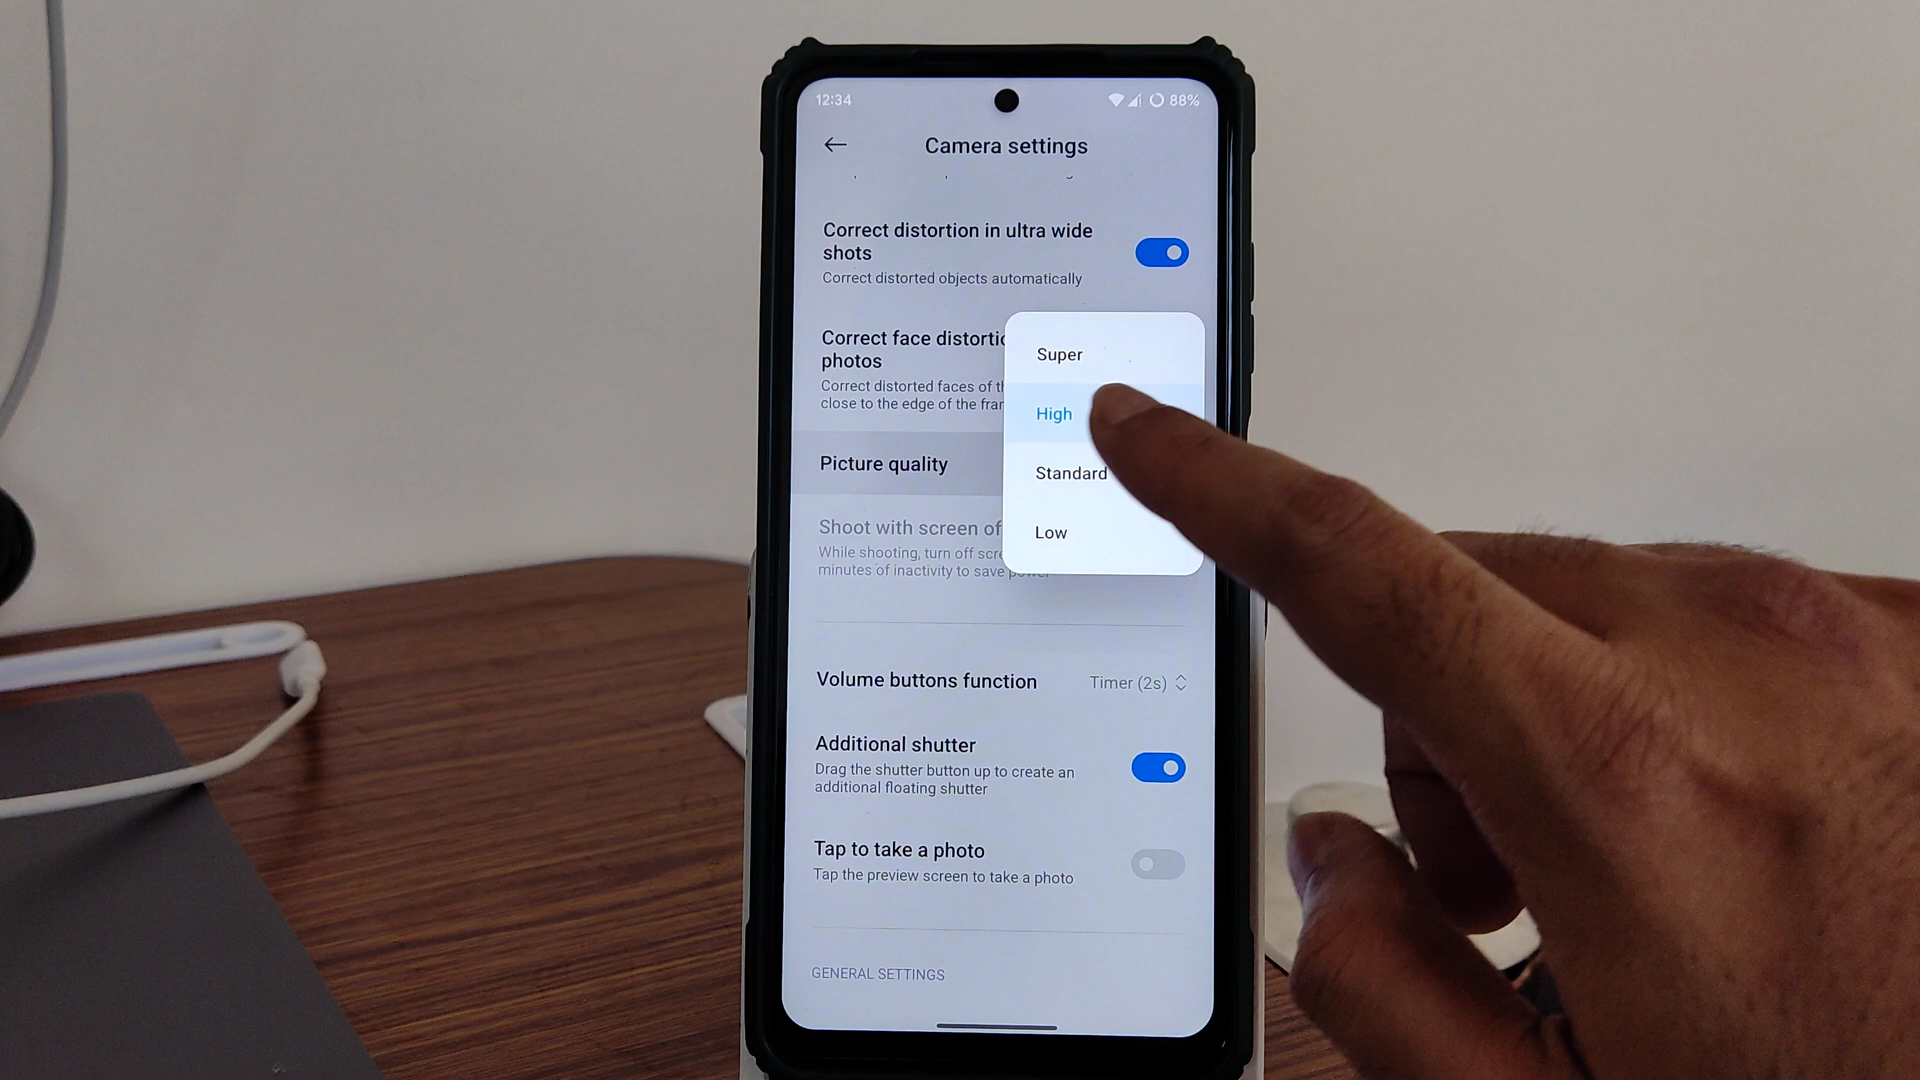 12:34
88%
Camera settings
Correct distortion in ultra wide
shots
Correct distorted objects automatically
Correct face distortio
photos
Correct distorted faces of th
close to the edge of the fram
Super
High
Standard
Low
Picture quality
Shoot with screen of
While shooting, turn off scre
minutes of inactivity to save power
Volume buttons function
Timer (2s)
Additional shutter
Drag the shutter button up to create an
additional floating shutter
Tap to take a photo
Tap the preview screen to take a photo
GENERAL SETTINGS